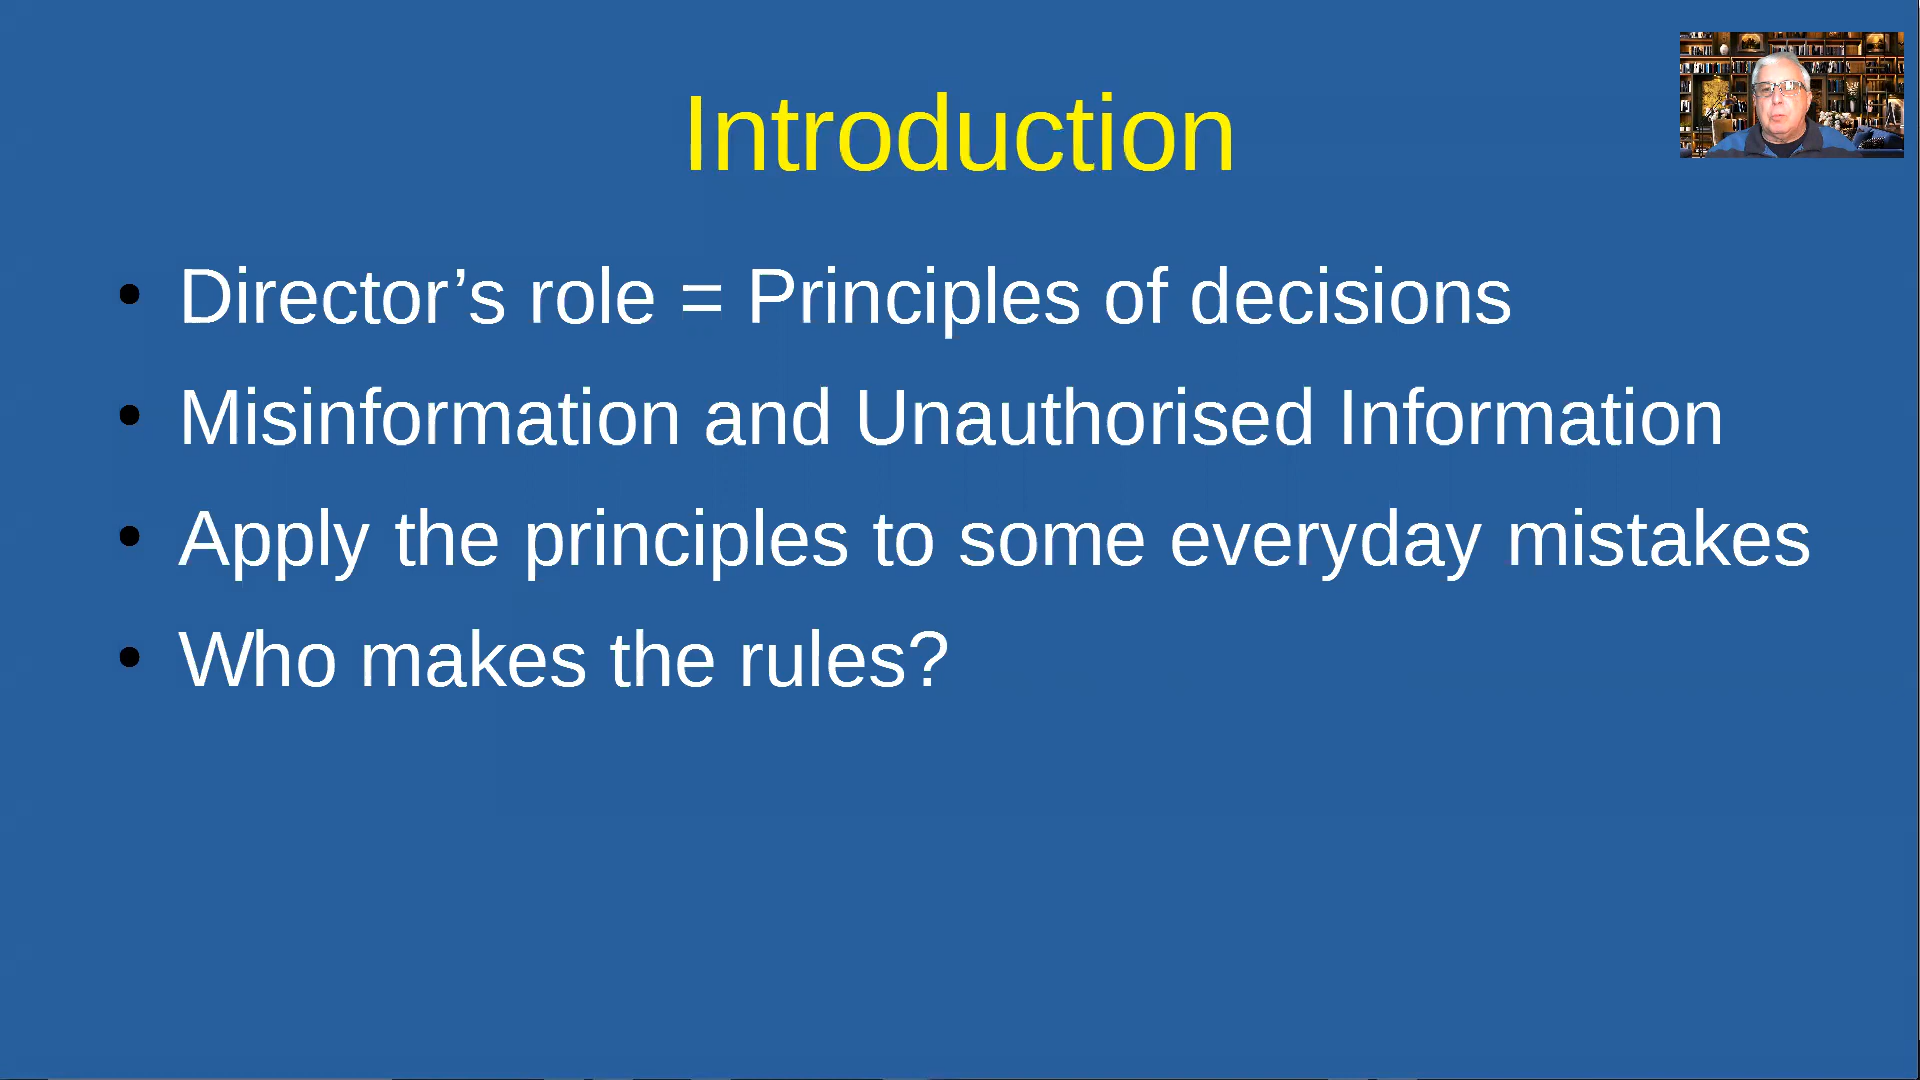 Introduction
• Director’s role = Principles of decisions
• Misinformation and Unauthorised Information
• Apply the principles to some everyday mistakes
• Who makes the rules?